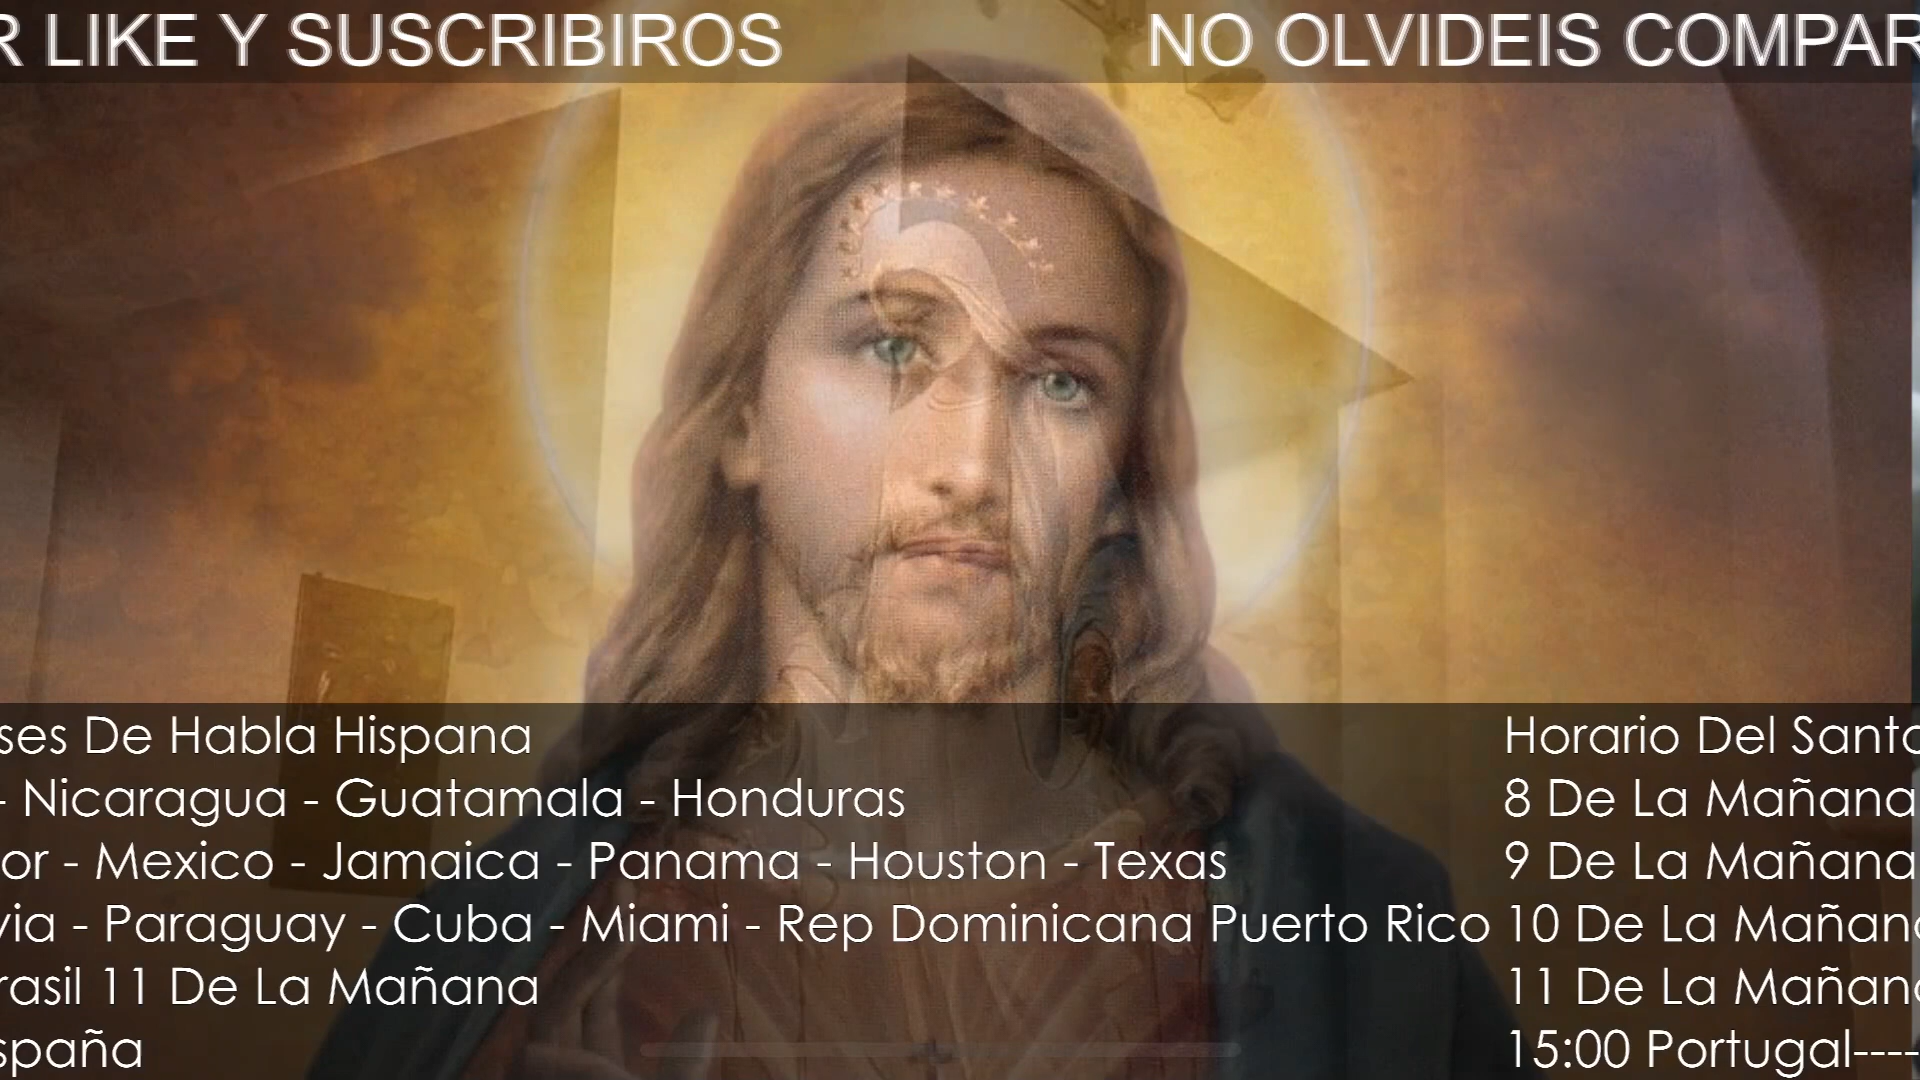 R LIKE Y SUSCRIBIROS NO OLVIDEIS COMPAR
ses De Habla Hispana Horario Del Santo
- Nicaragua - Guatamala - Honduras 8 De La Mañana
or - Mexico - Jamaica - Panama - Houston - Texas 9 De La Mañana
via - Paraguay - Cuba - Miami - Rep Dominicana Puerto Rico 10 De La Mañana
rasil 11 De La Mañana 11 De La Mañana
spaña 15:00 Portugal----